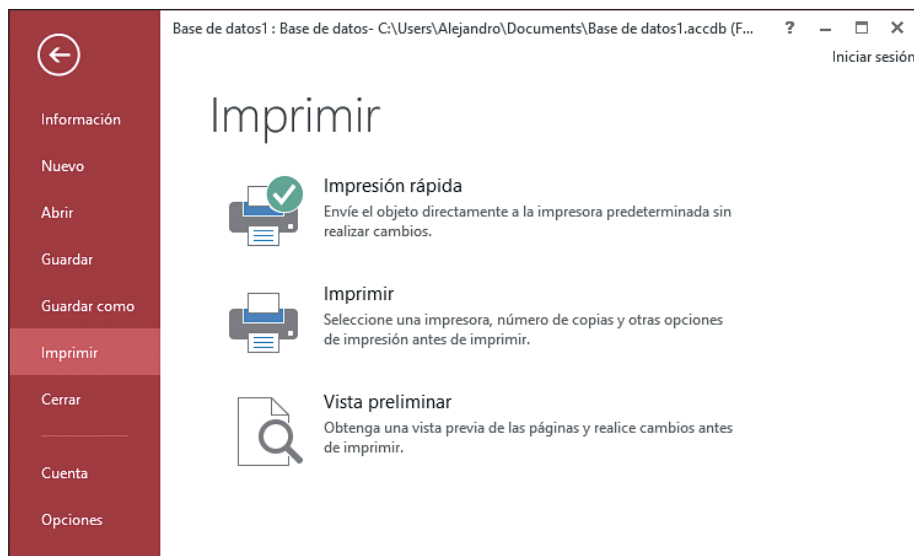 Base de datos1 : Base de datos- C:\Users\Alejandro\Documents\Base de datos1.accdb (F... ?
Iniciar sesión
Información
Nuevo
Abrir
Guardar
Guardar como
Imprimir
Cerrar
Cuenta
Opciones
Imprimir
Impresión rápida
Envíe el objeto directamente a la impresora predeterminada sin
realizar cambios.
Imprimir
Seleccione una impresora, número de copias y otras opciones
de impresión antes de imprimir.
Vista preliminar
Obtenga una vista previa de las páginas y realice cambios antes
de imprimir.